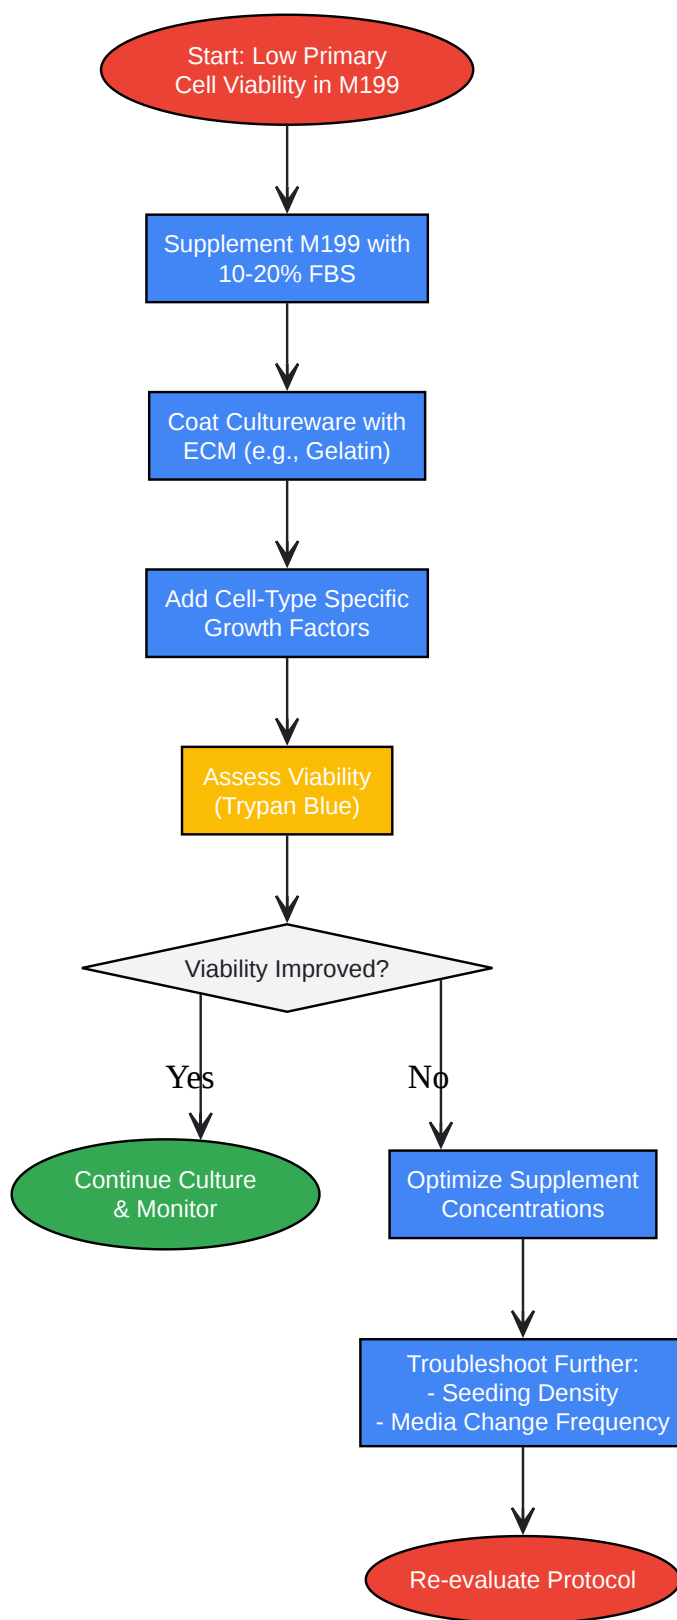 Start: Low Primary
Cell Viability in M199
Supplement M199 with
10-20% FBS
Coat Cultureware with
ECM (e.g., Gelatin)
Add Cell-Type Specific
Growth Factors
Assess Viability
(Trypan Blue)
Viability Improved?
Yes
No
Continue Culture
& Monitor
Optimize Supplement
Concentrations
Troubleshoot Further:
- Seeding Density
- Media Change Frequency
Re-evaluate Protocol